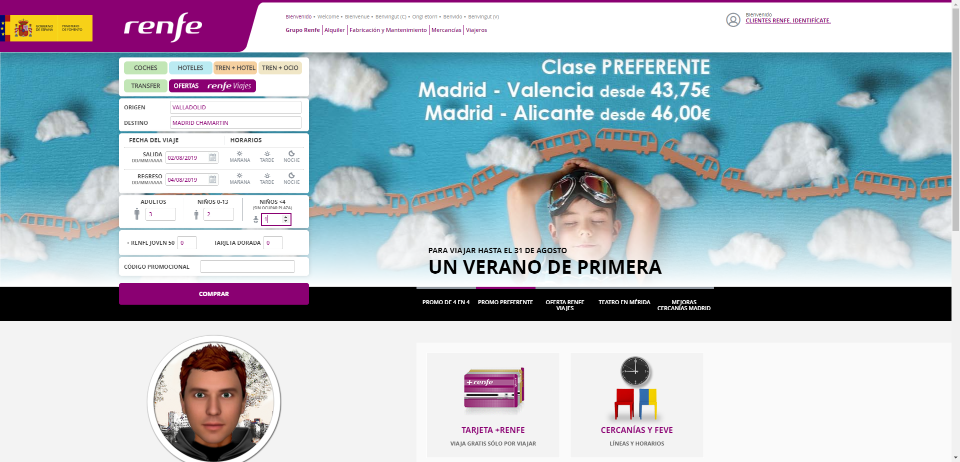 GOBIERNO DE ESPAÑA
MINISTERIO DE FOMENTO
renfe
Bienvenido • Welcome • Bienvenue • Benvingut (c) • Ongi etorri • Benvido • Benvingut (v)
Grupo Renfe | Alquiler | Fabricación y Mantenimiento | Mercancías | Viajeros
Bienvenido
CLIENTES RENFE. IDENTIFÍCATE.
COCHES
HOTELES
TREN + HOTEL
TREN + OCIO
TRANSFER
OFERTAS renfe Viajes
ORIGEN
VALLADOLID
DESTINO
MADRID CHAMARTIN
FECHA DEL VIAJE
HORARIOS
SALIDA
DD/MM/AAAA
02/08/2019
MAÑANA
TARDE
NOCHE
REGRESO
DD/MM/AAAA
04/08/2019
MAÑANA
TARDE
NOCHE
ADULTOS
NIÑOS 0-13
NIÑOS <4
(SIN OCUPAR PLAZA)
3
2
+ RENFE JOVEN 50
0
TARJETA DORADA
0
CÓDIGO PROMOCIONAL
COMPRAR
Clase PREFERENTE
Madrid - Valencia desde 43,75€
Madrid - Alicante desde 46,00€
PARA VIAJAR HASTA EL 31 DE AGOSTO
UN VERANO DE PRIMERA
PROMO DE 4 EN 4
PROMO PREFERENTE
OFERTA RENFE VIAJES
TEATRO EN MÉRIDA
MEJORAS CERCANÍAS MADRID
+renfe
TARJETA +RENFE
VIAJA GRATIS SÓLO POR VIAJAR
CERCANÍAS Y FEVE
LÍNEAS Y HORARIOS